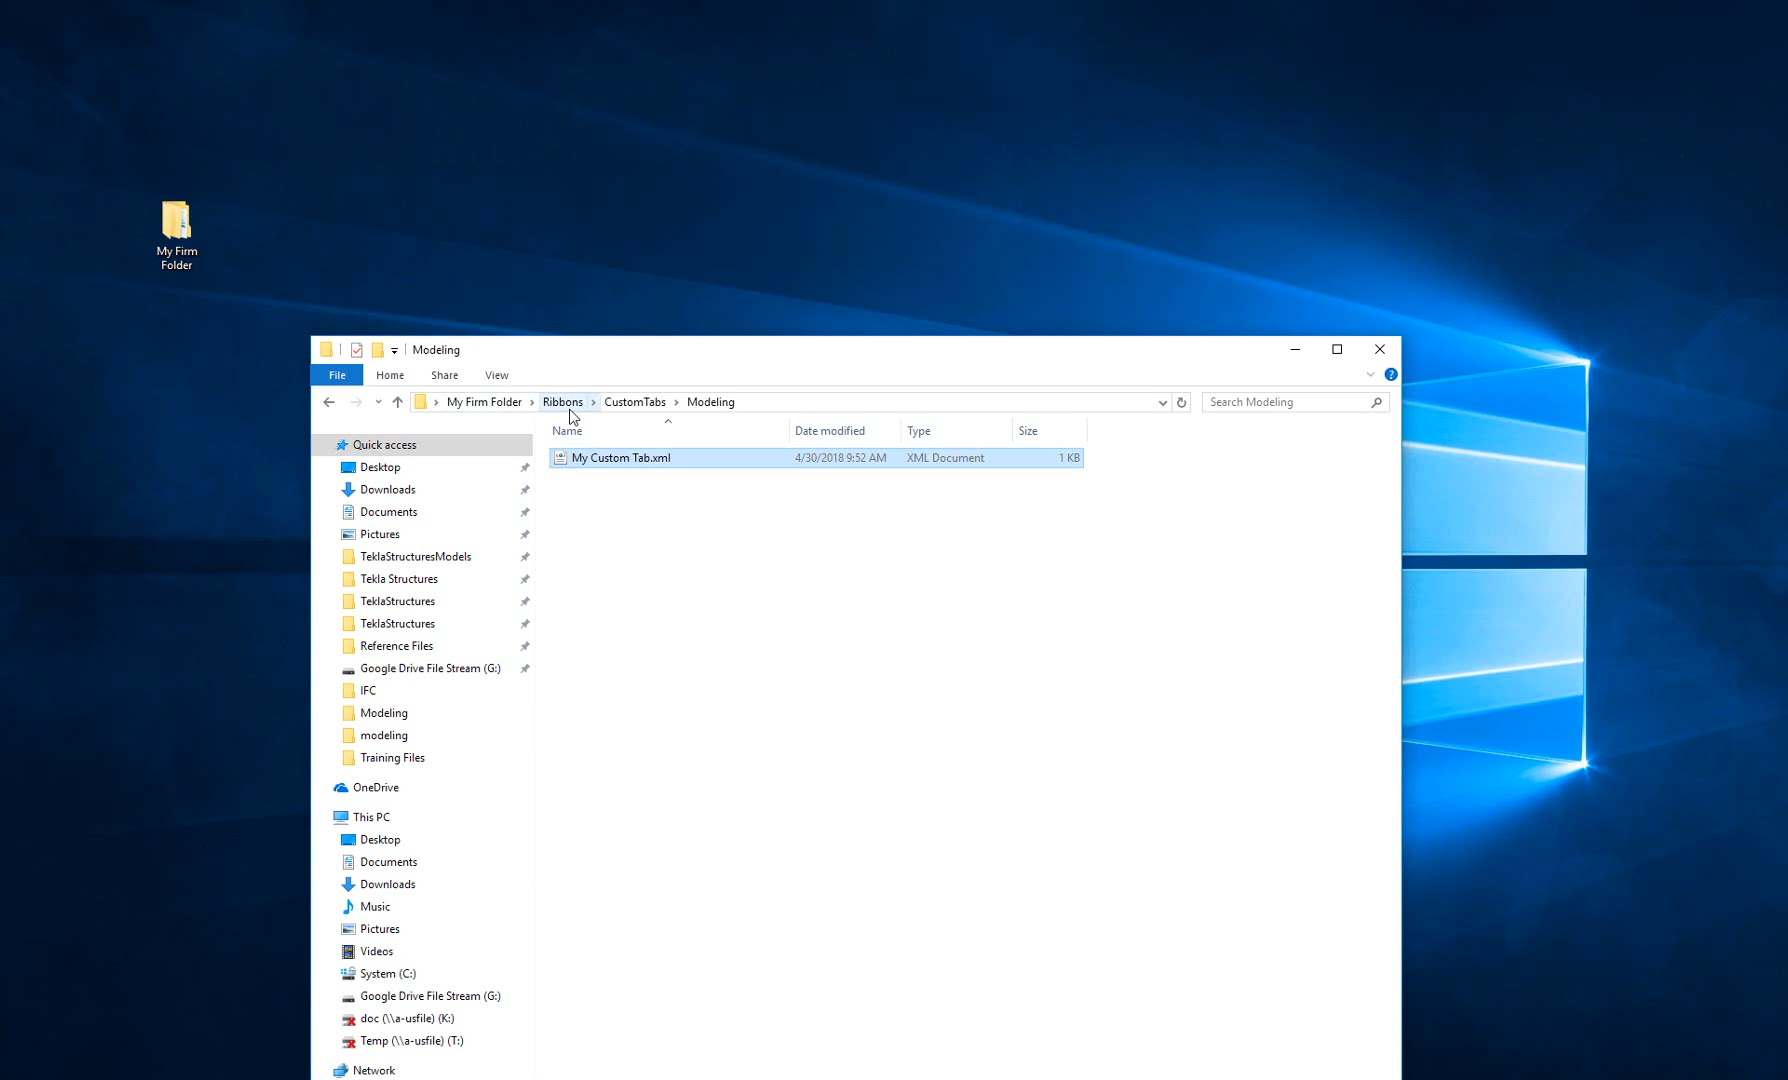 My Firm
Folder
Modeling
File Home Share View
My Firm Folder Ribbons CustomTabs Modeling
Search Modeling
Name Date modified Type Size
My Custom Tab.xml 4/30/2018 9:52 AM XML Document 1 KB
Quick access
Desktop
Downloads
Documents
Pictures
TeklaStructuresModels
Tekla Structures
TeklaStructures
TeklaStructures
Reference Files
Google Drive File Stream (G:)
IFC
Modeling
modeling
Training Files
OneDrive
This PC
Desktop
Documents
Downloads
Music
Pictures
Videos
System (C:)
Google Drive File Stream (G:)
doc (\\a-usfile) (K:)
Temp (\\a-usfile) (T:)
Network